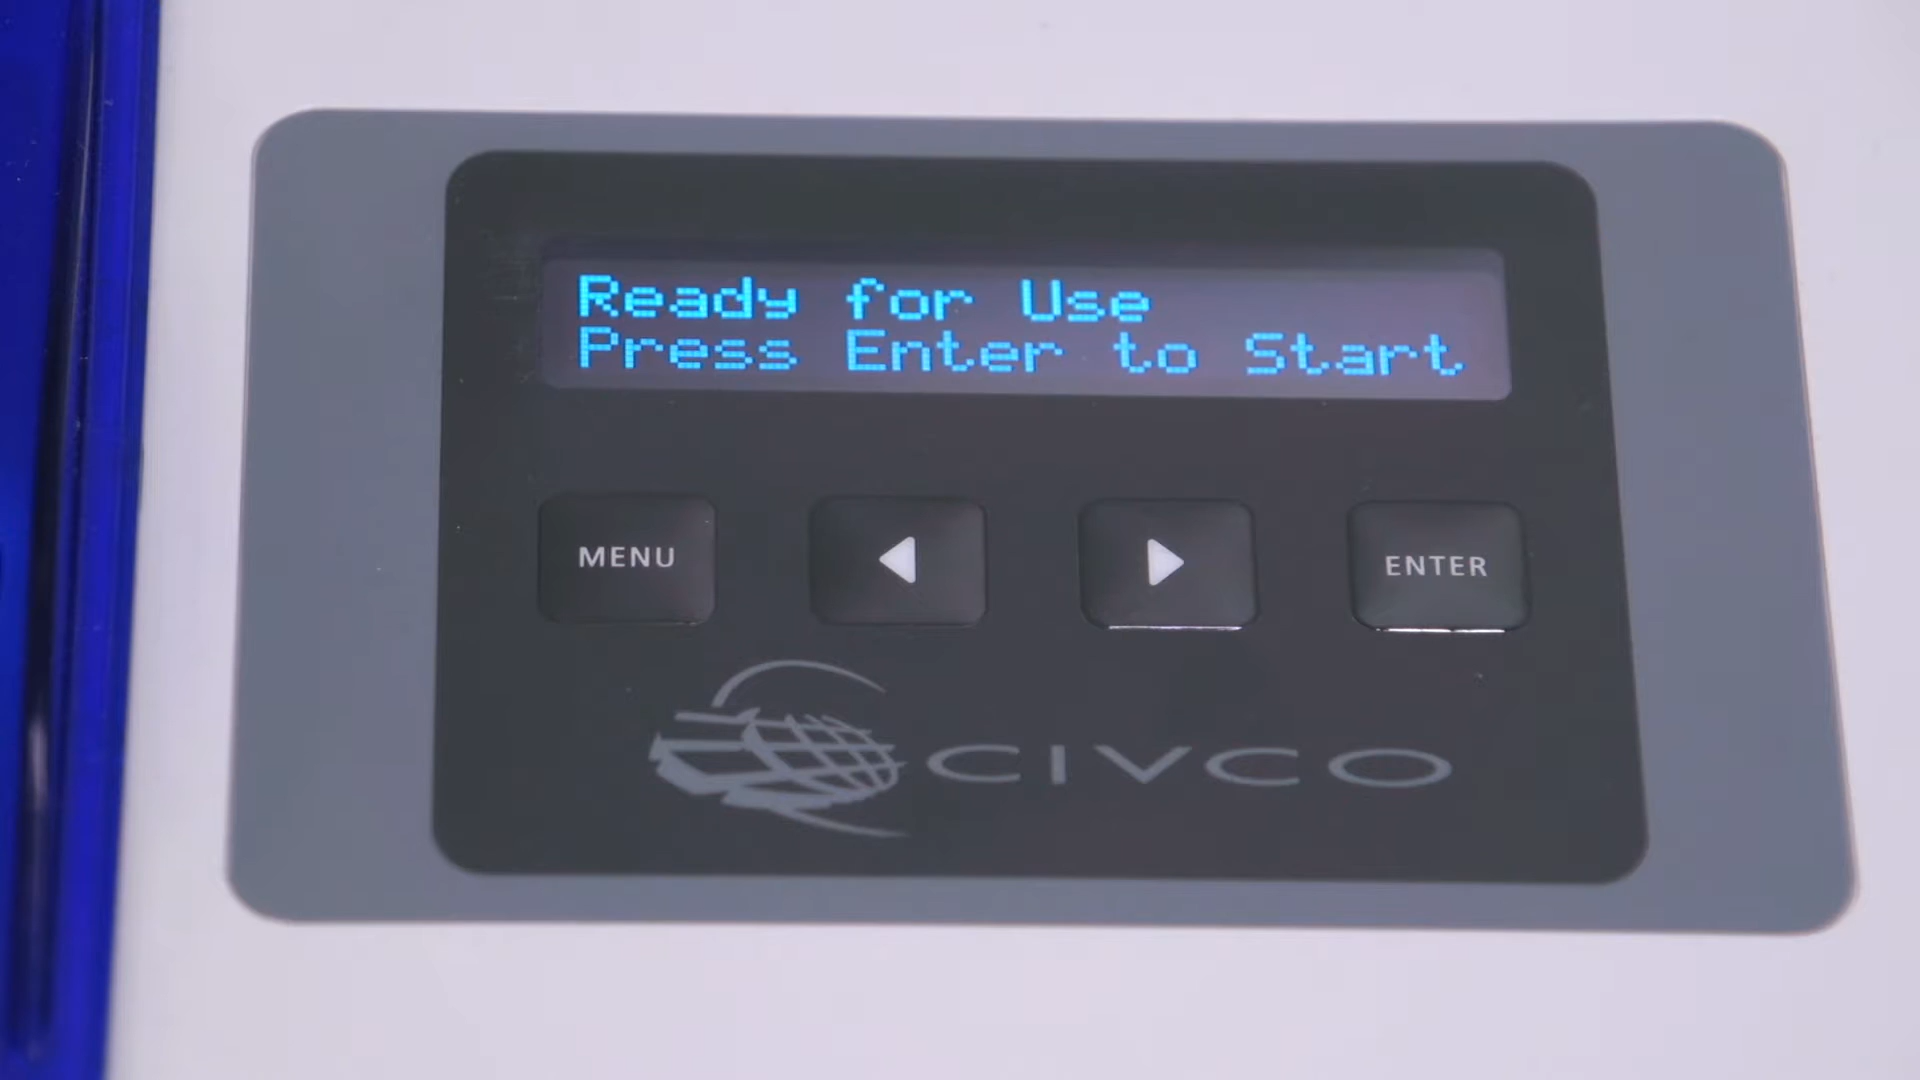 Ready for Use
Press Enter to Start
MENU
ENTER
CIVCO